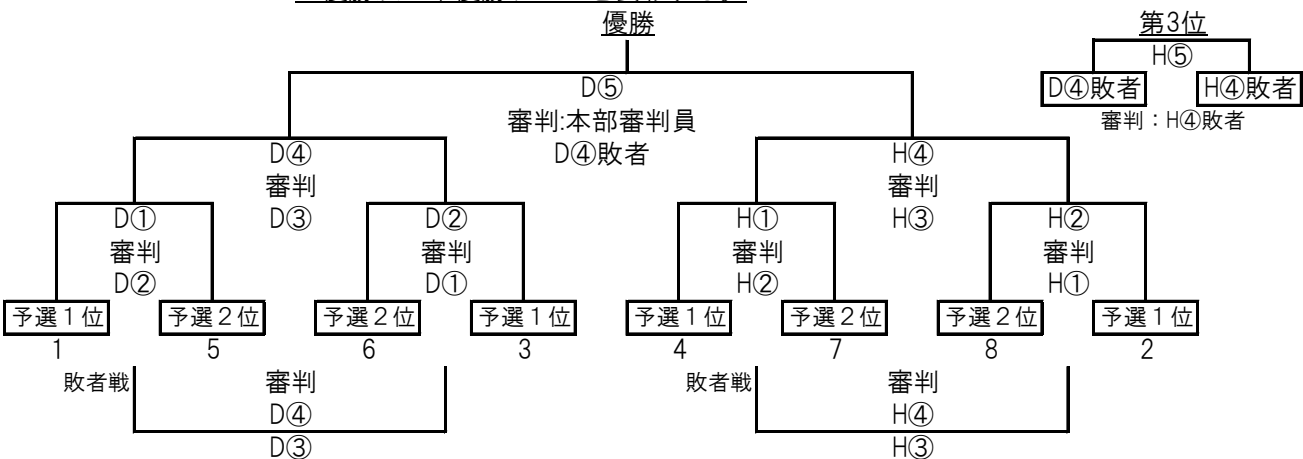 優勝
第3位
H⑤
D④敗者
H④敗者
審判：H④敗者
D⑤
審判:本部審判員
D④敗者
D④
審判
D③
H④
審判
H③
D①
審判
D②
D②
審判
D①
H①
審判
H②
H②
審判
H①
予選１位
予選２位
予選２位
予選１位
予選１位
予選２位
予選２位
予選１位
1
5
6
3
4
7
8
2
敗者戦
審判
D④
D③
敗者戦
審判
H④
H③